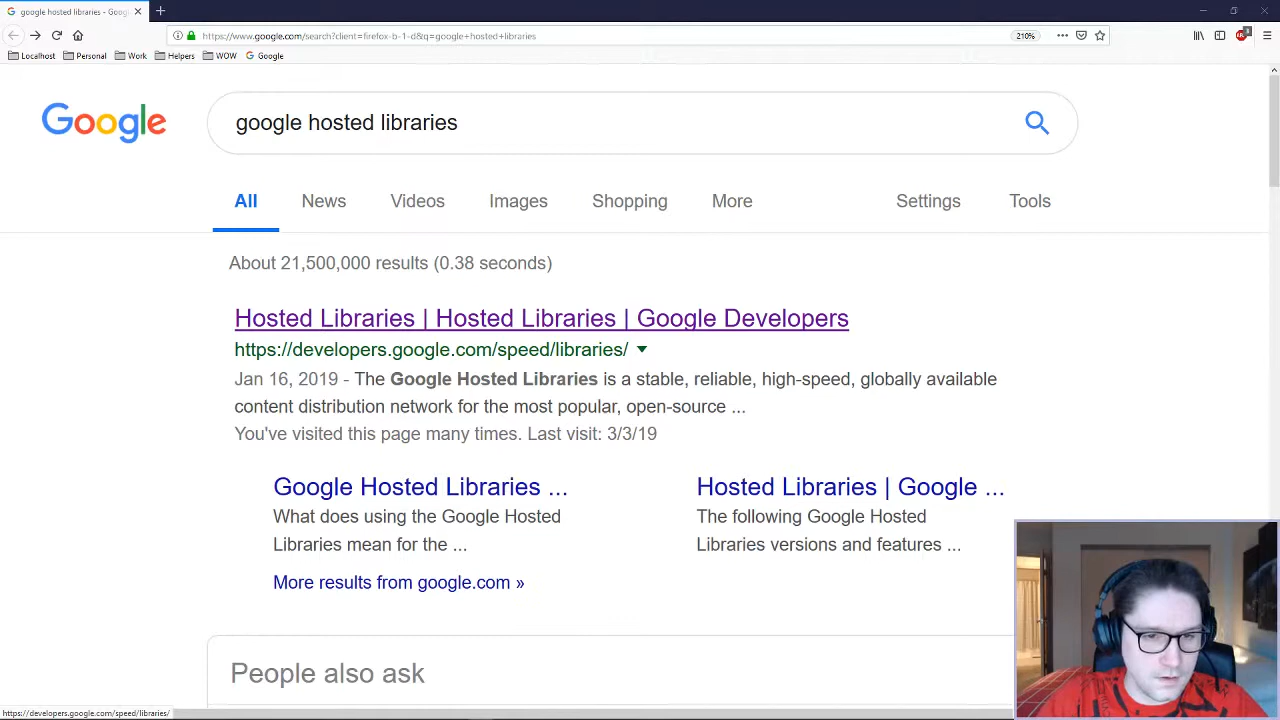 google hosted libraries - Goog
https://www.google.com/search?client=firefox-b-1-d&q=google+hosted+libraries
210%
Localhost Personal Work Helpers WOW Google
Google
google hosted libraries
All News Videos Images Shopping More Settings Tools
About 21,500,000 results (0.38 seconds)
Hosted Libraries | Hosted Libraries | Google Developers
https://developers.google.com/speed/libraries/
Jan 16, 2019 - The Google Hosted Libraries is a stable, reliable, high-speed, globally available
content distribution network for the most popular, open-source ...
You've visited this page many times. Last visit: 3/3/19
Google Hosted Libraries ...
What does using the Google Hosted
Libraries mean for the ...
Hosted Libraries | Google ...
The following Google Hosted
Libraries versions and features ...
More results from google.com »
People also ask
https://developers.google.com/speed/libraries/